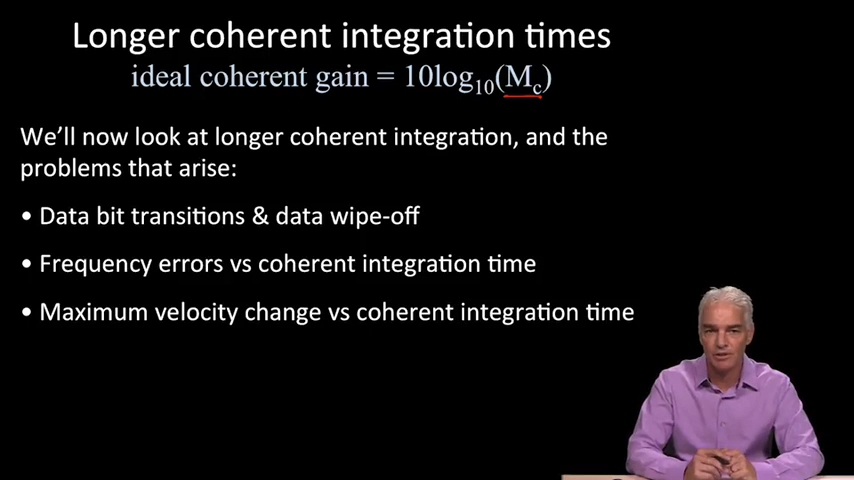 Longer coherent integration times
ideal coherent gain = 10log10(Mc)
We'll now look at longer coherent integration, and the
problems that arise:
• Data bit transitions & data wipe-off
• Frequency errors vs coherent integration time
• Maximum velocity change vs coherent integration time